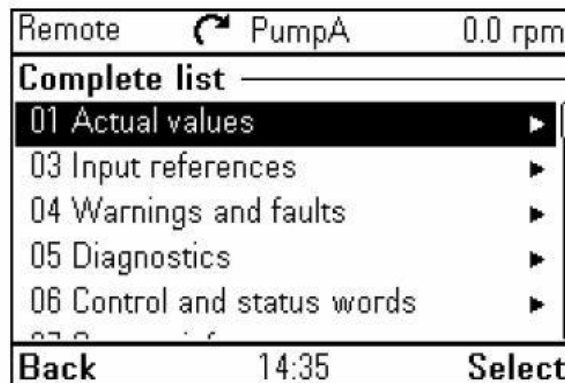 Remote PumpA 0.0 rpm
Complete list
01 Actual values
03 Input references
04 Warnings and faults
05 Diagnostics
06 Control and status words
Back 14:35 Select